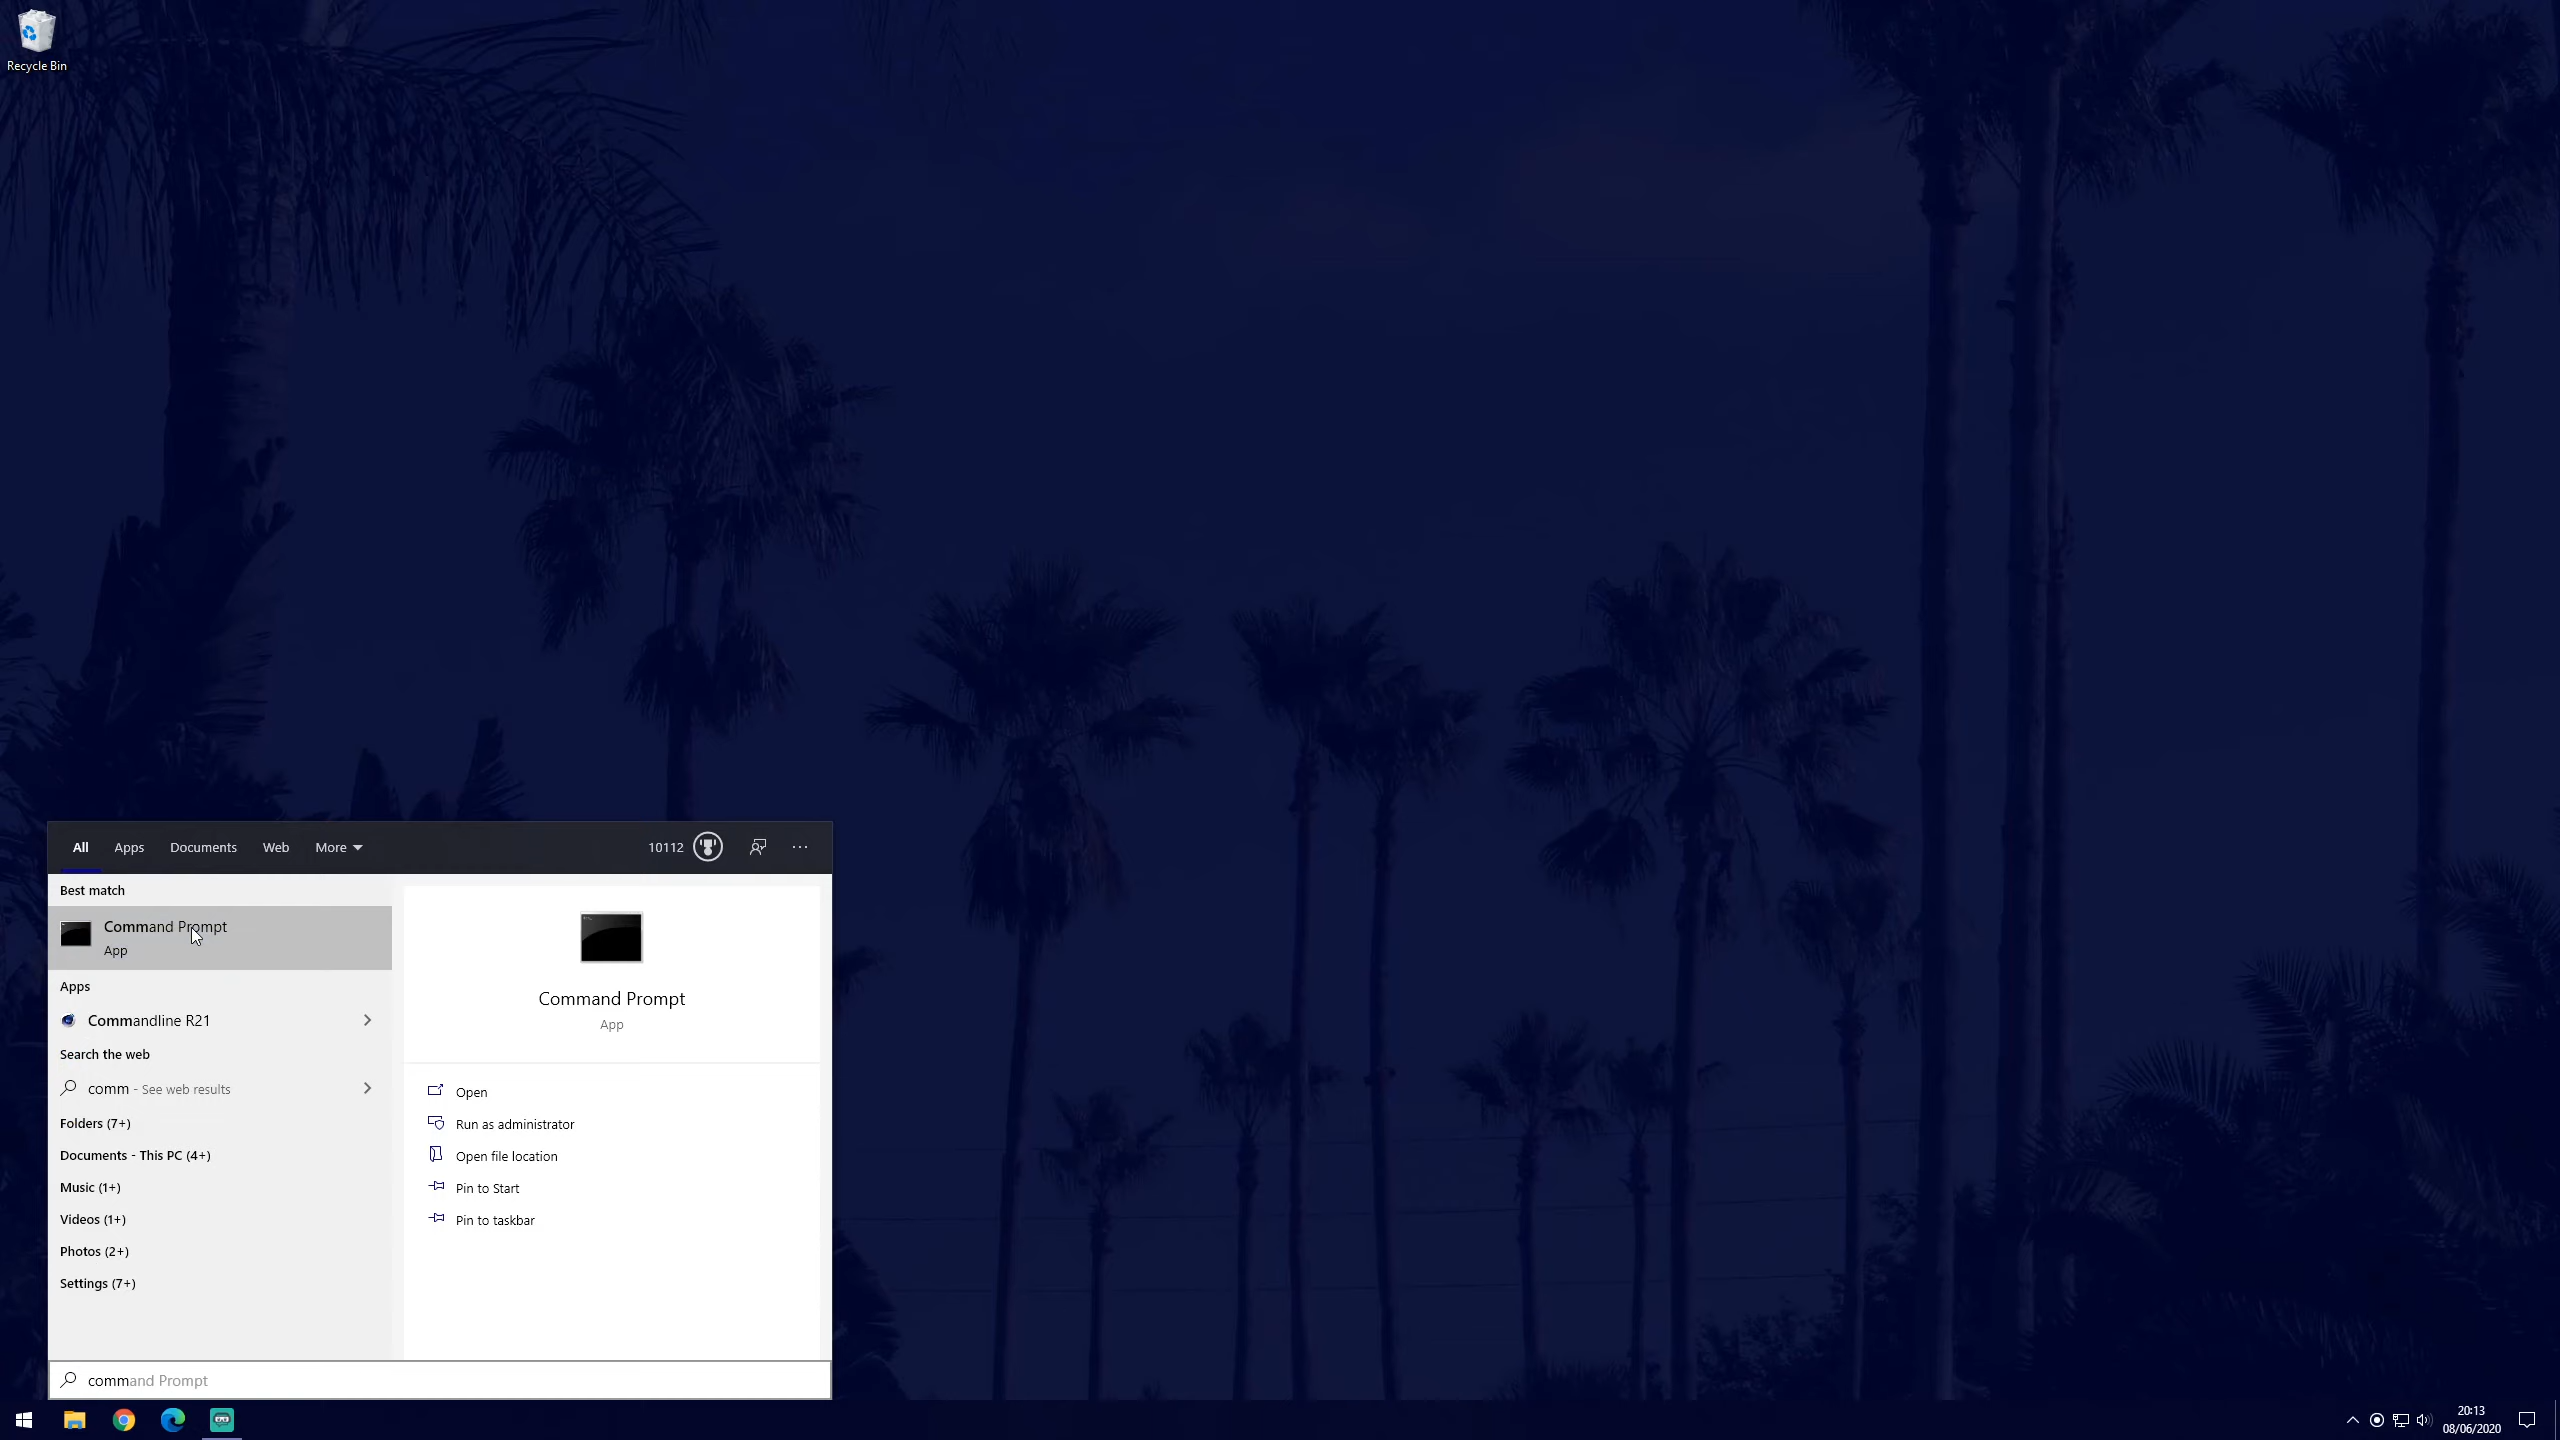 Recycle Bin
All Apps Documents Web More 10112 ...
Best match
Command Prompt
App
Apps
Commandline R21
Search the web
comm - See web results
Folders (7+)
Documents - This PC (4+)
Music (1+)
Videos (1+)
Photos (2+)
Settings (7+)
Command Prompt
App
Open
Run as administrator
Open file location
Pin to Start
Pin to taskbar
command Prompt
20:13
08/06/2020